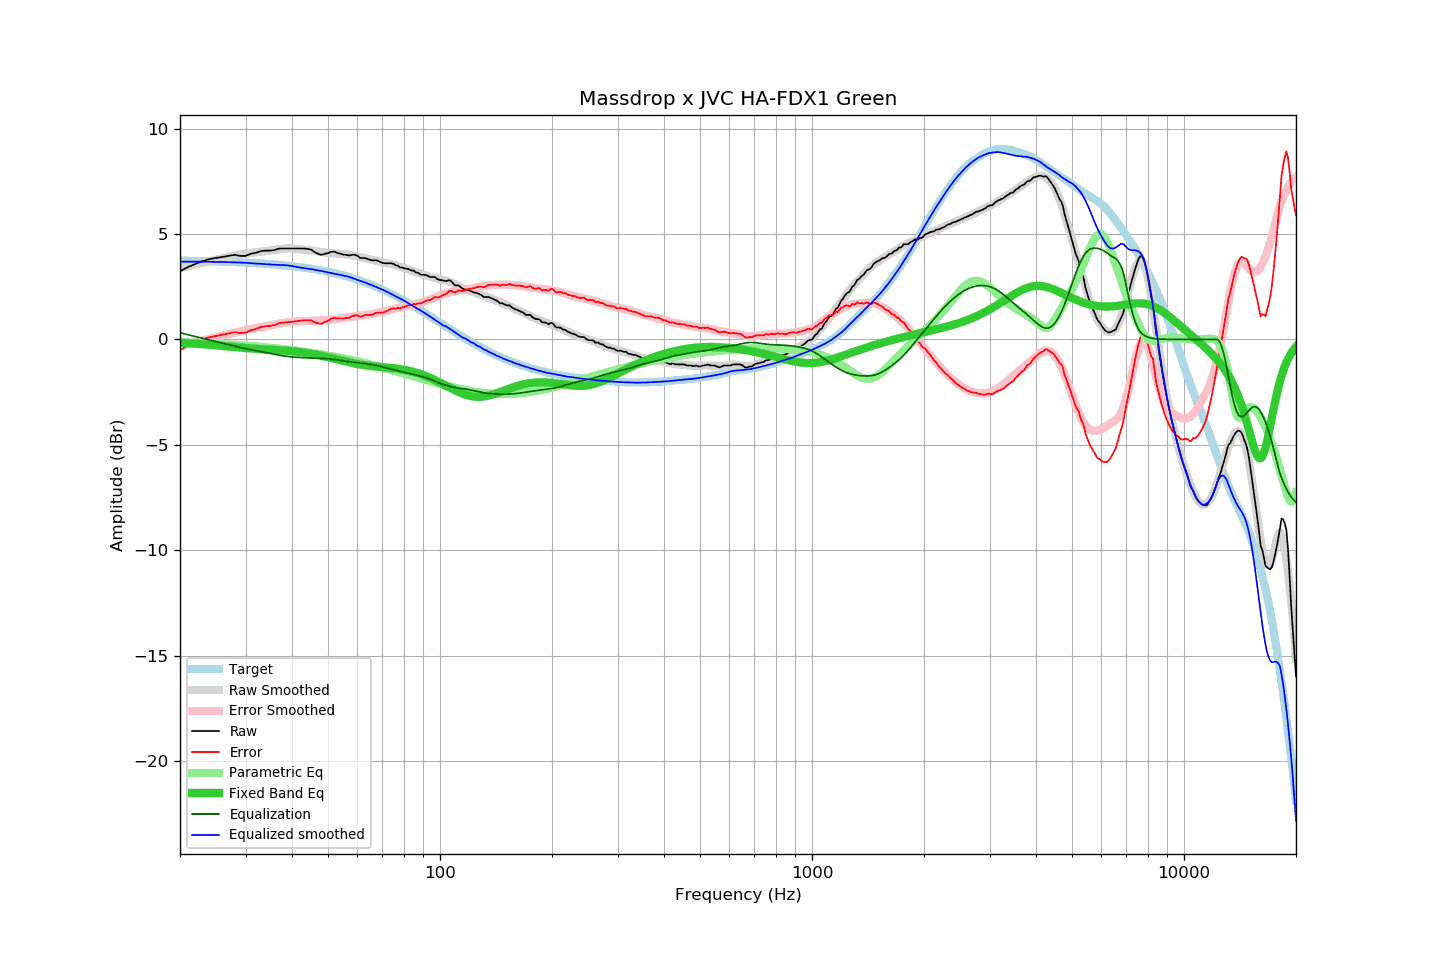 Massdrop x JVC HA-FDX1 Green
10
5
0
−5
−10
−15
−20
Amplitude (dBr)
Target
Raw Smoothed
Error Smoothed
Raw
Error
Parametric Eq
Fixed Band Eq
Equalization
Equalized smoothed
100
1000
10000
Frequency (Hz)